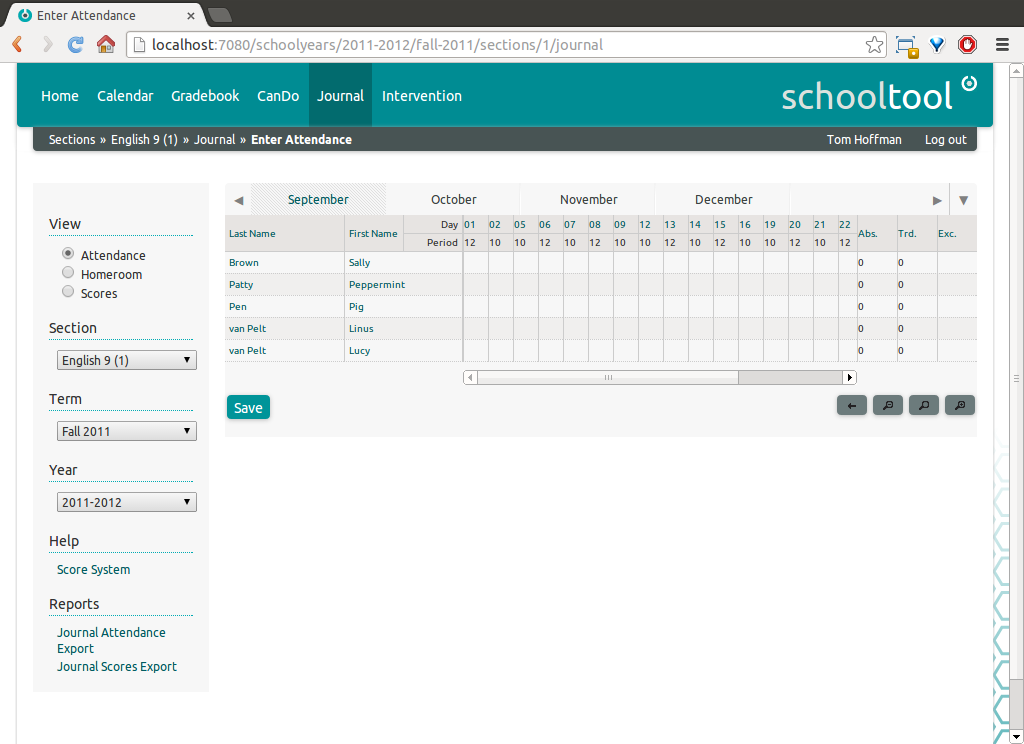 Enter Attendance
localhost:7080/schoolyears/2011-2012/fall-2011/sections/1/journal
Home Calendar Gradebook CanDo Journal Intervention schooltool
Sections » English 9 (1) » Journal » Enter Attendance Tom Hoffman Log out
View
Attendance
Homeroom
Scores
Section
English 9 (1)
Term
Fall 2011
Year
2011-2012
Help
Score System
Reports
Journal Attendance
Export
Journal Scores Export
September October November December
Last Name First Name Day 01 02 05 06 07 08 09 12 13 14 15 16 19 20 21 22 Abs. Trd. Exc.
Period 12 10 10 12 10 12 10 10 12 10 12 10 10 12 10 12
Brown Sally 0 0
Patty Peppermint 0 0
Pen Pig 0 0
van Pelt Linus 0 0
van Pelt Lucy 0 0
Save